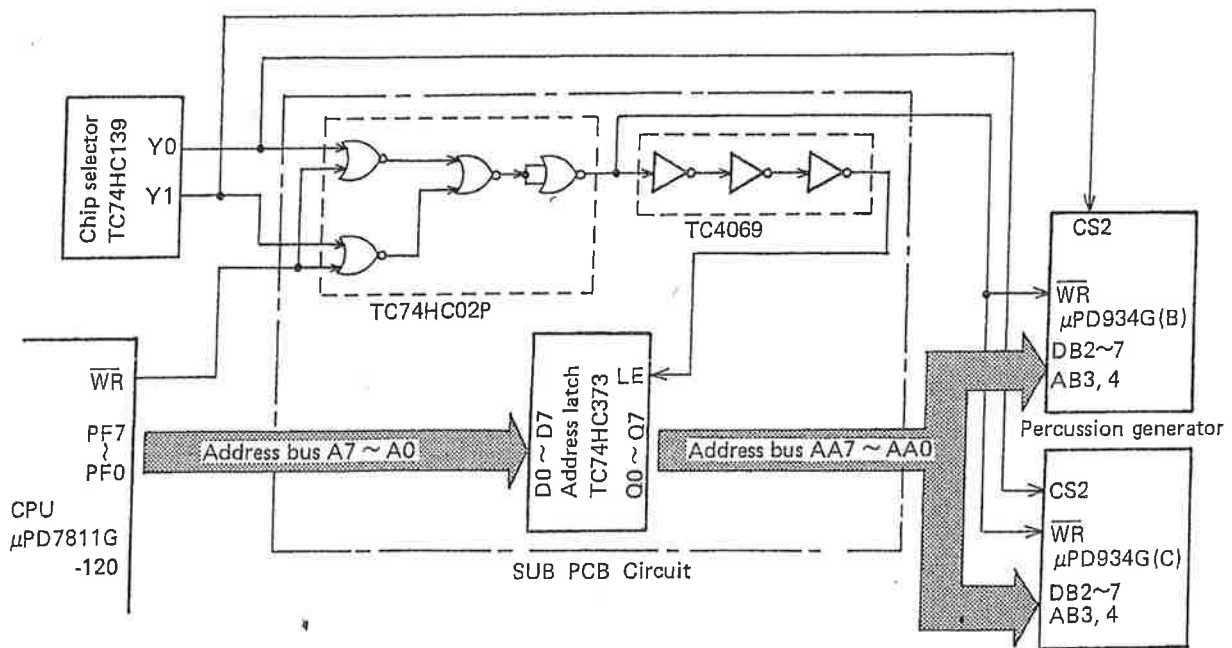 Chip selector
TC74HC139
Y0
Y1
TC74HC02P
TC4069
CS2
WR
μPD934G(B)
DB2～7
AB3, 4
Percussion generator
WR
PF7
～
PF0
CPU
μPD7811G
-120
Address bus A7 ～ A0
D0 ～ D7
Address latch
TC74HC373
Q0 ～ Q7
LE
Address bus AA7 ～ AA0
SUB PCB Circuit
CS2
WR
μPD934G(C)
DB2～7
AB3, 4